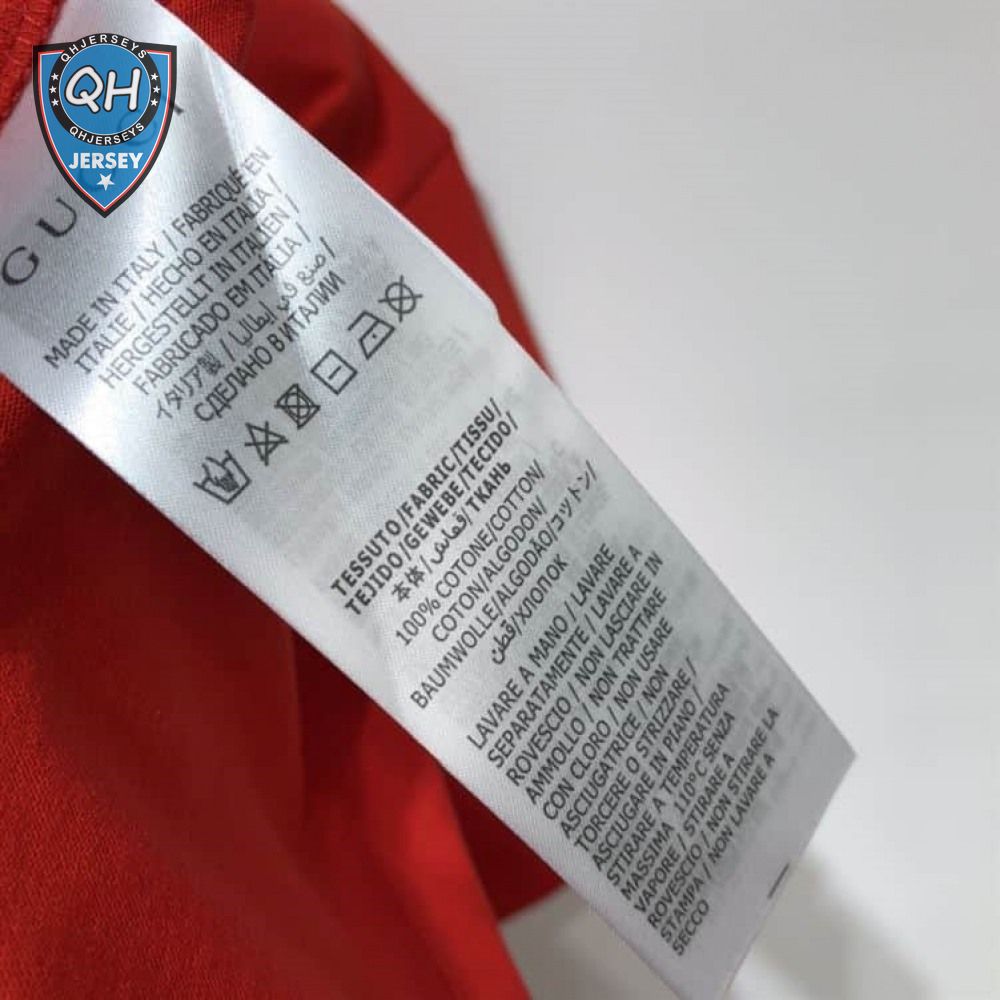 QHJERSEYS
QH
QHJERSEYS
JERSEY
GU
MADE IN ITALY / FABRIQUÉ EN
ITALIE / HECHO EN ITALIA /
HERGESTELLT IN ITALIEN /
FABRICADO EM ITALIA /
صنع في إيطاليا /
イタリア製 /
СДЕЛАНО В ИТАЛИИ
TESSUTO/FABRIC/TISSU/
TEJIDO/GEWEBE/TECIDO/
本体/قماش/ТКАНЬ
100% COTONE/COTTON/
COTON/ALGODON/
BAUMWOLLE/ALGODÃO/コットン/
قطن/ХЛОПОК
LAVARE A MANO / LAVARE
SEPARATAMENTE / LAVARE A
ROVESCIO / NON LASCIARE IN
AMMOLLO / NON TRATTARE
CON CLORO / NON USARE
ASCIUGATRICE / NON
TORCERE O STRIZZARE /
ASCIUGARE IN PIANO /
STIRARE A TEMPERATURA
MASSIMA 110°C SENZA
VAPORE / STIRARE A
ROVESCIO / NON STIRARE LA
STAMPA / NON LAVARE A
SECCO